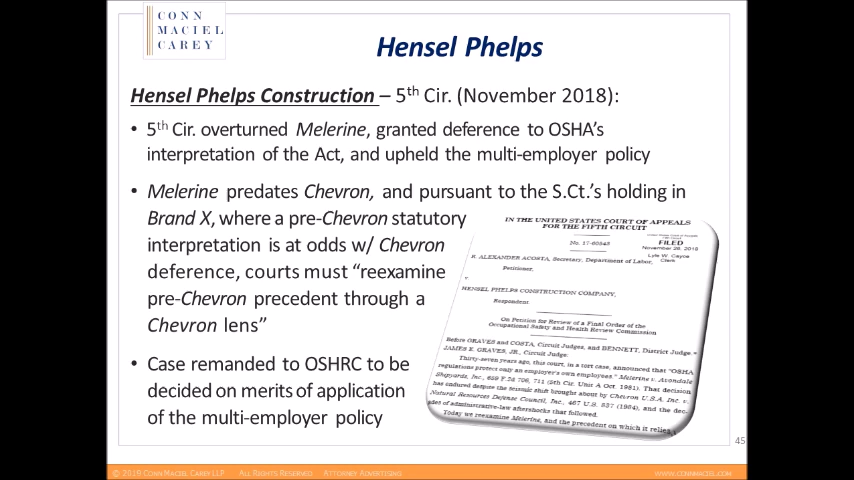 CONN
MACIEL
CAREY
Hensel Phelps
Hensel Phelps Construction – 5th Cir. (November 2018):
• 5th Cir. overturned Melerine, granted deference to OSHA's
interpretation of the Act, and upheld the multi-employer policy
• Melerine predates Chevron, and pursuant to the S.Ct.'s holding in
Brand X, where a pre-Chevron statutory
interpretation is at odds w/ Chevron
deference, courts must "reexamine
pre-Chevron precedent through a
Chevron lens"
• Case remanded to OSHRC to be
decided on merits of application
of the multi-employer policy
IN THE UNITED STATES COURT OF APPEALS
FOR THE FIFTH CIRCUIT
No. 17-60543
FILED
November 26, 2018
Lyle W. Cayce
Clerk
R. ALEXANDER ACOSTA, Secretary, Department of Labor,
Petitioner,
v.
HENSEL PHELPS CONSTRUCTION COMPANY,
Respondent
On Petition for Review of a Final Order of the
Occupational Safety and Health Review Commission
Before GRAVES and COSTA, Circuit Judges, and BENNETT, District Judge.*
JAMES E. GRAVES, JR., Circuit Judge:
Thirty-seven years ago, this court, in a tort case, announced that "OSHA
regulations protect only an employer's own employees." Melerine v. Avondale
Shipyards, Inc., 659 F.2d 706, 711 (5th Cir. Unit A Oct. 1981). That decision
has endured despite the seismic shift brought about by Chevron U.S.A. Inc. v.
Natural Resources Defense Council, Inc., 467 U.S. 837 (1984), and the dec-
ades of administrative-law aftershocks that followed.
Today we reexamine Melerine, and the precedent on which it relies,
45
© 2019 CONN MACIEL CAREY LLP ALL RIGHTS RESERVED ATTORNEY ADVERTISING
WWW.CONNMACIEL.COM